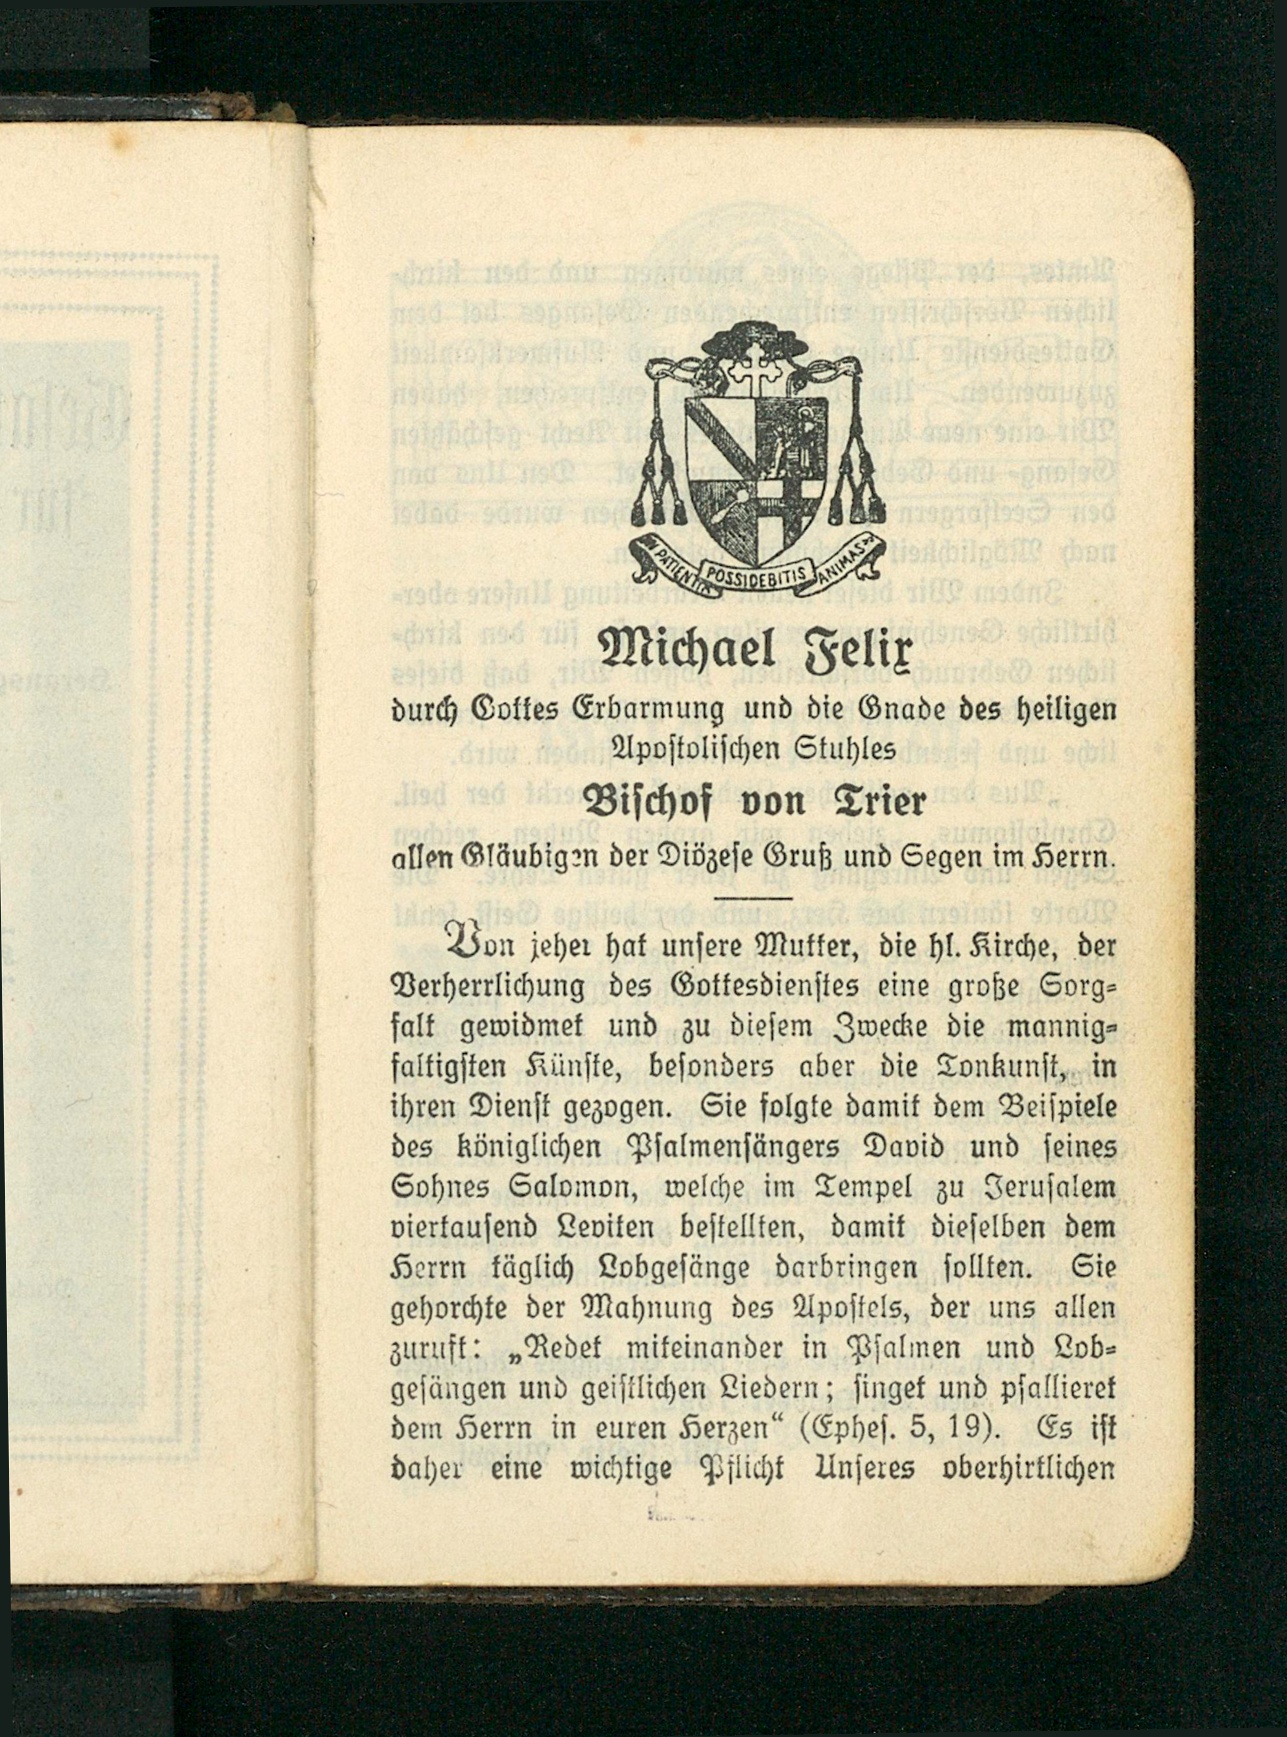 PATIENTIA POSSIDEBITIS ANIMAS
Michael Felix
durch Gottes Erbarmung und die Gnade des heiligen
Apostolischen Stuhles
Bischof von Trier
allen Gläubigen der Diözese Gruß und Segen im Herrn.
Von jeher hat unsere Mutter, die hl. Kirche, der
Verherrlichung des Gottesdienstes eine große Sorg-
falt gewidmet und zu diesem Zwecke die mannig-
faltigsten Künste, besonders aber die Tonkunst, in
ihren Dienst gezogen. Sie folgte damit dem Beispiele
des königlichen Psalmensängers David und seines
Sohnes Salomon, welche im Tempel zu Jerusalem
viertausend Leviten bestellten, damit dieselben dem
Herrn täglich Lobgesänge darbringen sollten. Sie
gehorchte der Mahnung des Apostels, der uns allen
zuruft: „Redet miteinander in Psalmen und Lob-
gesängen und geistlichen Liedern; singet und psallieret
dem Herrn in euren Herzen“ (Ephes. 5, 19). Es ist
daher eine wichtige Pflicht Unseres oberhirtlichen